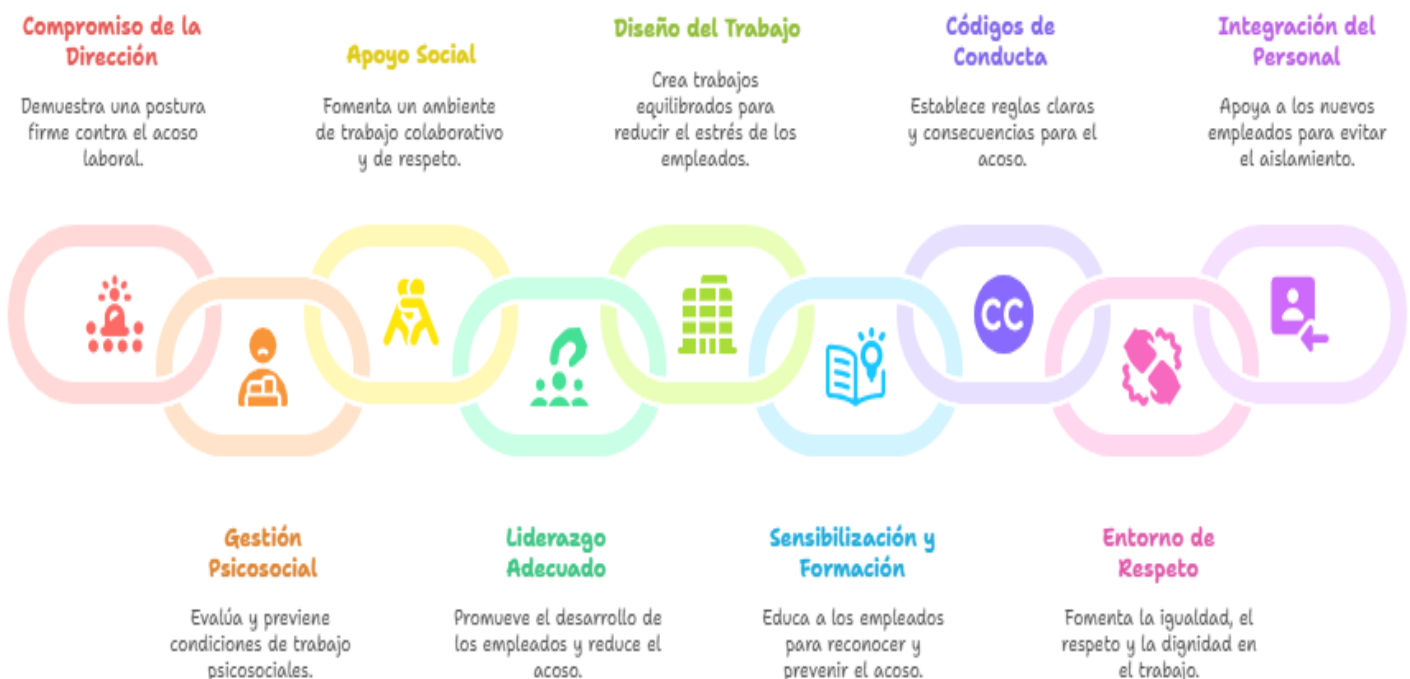 Compromiso de la
Dirección
Demuestra una postura
firme contra el acoso
laboral.
Apoyo Social
Fomenta un ambiente
de trabajo colaborativo
y de respeto.
Diseño del Trabajo
Crea trabajos
equilibrados para
reducir el estrés de los
empleados.
Códigos de
Conducta
Establece reglas claras
y consecuencias para el
acoso.
Integración del
Personal
Apoya a los nuevos
empleados para evitar
el aislamiento.
CC
Gestión
Psicosocial
Evalúa y previene
condiciones de trabajo
psicosociales.
Liderazgo
Adecuado
Promueve el desarrollo de
los empleados y reduce el
acoso.
Sensibilización y
Formación
Educa a los empleados
para reconocer y
prevenir el acoso.
Entorno de
Respeto
Fomenta la igualdad, el
respeto y la dignidad en
el trabajo.